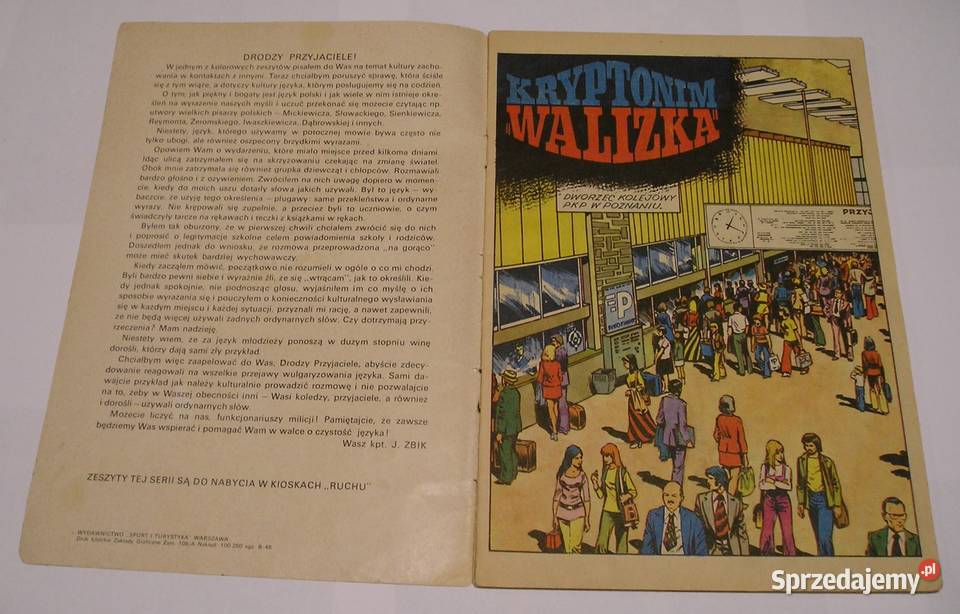 DRODZY PRZYJACIELE!
W jednym z kolorowych zeszytów pisałem do Was na temat kultury zacho-
wania w kontaktach z innymi. Teraz chciałbym poruszyć sprawę, która ściśle
się z tym wiąże, a dotyczy kultury języka, którym posługujemy się na codzień.
O tym, jak piękny i bogaty jest język polski i jak wiele w nim istnieje okre-
śleń na wyrażenie naszych myśli i uczuć przekonać się możecie czytając np.
utwory wielkich pisarzy polskich – Mickiewicza, Słowackiego, Sienkiewicza,
Reymonta, Żeromskiego, Iwaszkiewicza, Dąbrowskiej i innych.
Niestety, język, którego używamy w potocznej mowie bywa często nie
tylko ubogi, ale również oszpecony brzydkimi wyrazami.
Opowiem Wam o wydarzeniu, które miało miejsce przed kilkoma dniami.
Idąc ulicą zatrzymałem się na skrzyżowaniu czekając na zmianę świateł.
Obok mnie zatrzymała się również grupka dziewcząt i chłopców. Rozmawiali
bardzo głośno i z ożywieniem. Zwróciłem na nich uwagę dopiero w momen-
cie, kiedy do moich uszu dotarły słowa jakich używali. Był to język – wy-
baczcie, że użyję tego określenia – plugawy: same przekleństwa i ordynarne
wyrazy. Nie krępowali się zupełnie, a przecież byli to uczniowie, o czym
świadczyły tarcze na rękawach i teczki z książkami w rękach.
Byłem tak oburzony, że w pierwszej chwili chciałem zwrócić się do nich
i poprosić o legitymacje szkolne celem powiadomienia szkoły i rodziców.
Doszedłem jednak do wniosku, że rozmowa przeprowadzona „na gorąco"
może mieć skutek bardziej wychowawczy.
Kiedy zacząłem mówić, początkowo nie rozumieli w ogóle o co mi chodzi.
Byli bardzo pewni siebie i wyraźnie źli, że się „wtrącam", jak to określili. Kie-
dy jednak spokojnie, nie podnosząc głosu, wyjaśniłem im co myślę o ich
sposobie wyrażania się i pouczyłem o konieczności kulturalnego wysławiania
się w każdym miejscu i każdej sytuacji, przyznali mi rację, a nawet zapewnili,
że nie będą więcej używali żadnych ordynarnych słów. Czy dotrzymają przy-
rzeczenia? Mam nadzieję.
Niestety wiem, że za język młodzieży ponoszą w dużym stopniu winę
dorośli, którzy dają sami zły przykład.
Chciałbym więc zaapelować do Was, Drodzy Przyjaciele, abyście zdecy-
dowanie reagowali na wszelkie przejawy wulgaryzowania języka. Sami da-
wajcie przykład jak należy kulturalnie prowadzić rozmowę i nie pozwalajcie
na to, żeby w Waszej obecności inni – Wasi koledzy, przyjaciele, a również
i dorośli – używali ordynarnych słów.
Możecie liczyć na nas, funkcjonariuszy milicji! Pamiętajcie, że zawsze
będziemy Was wspierać i pomagać Wam w walce o czystość języka!
Wasz kpt. J. ŻBIK
ZESZYTY TEJ SERII SĄ DO NABYCIA W KIOSKACH „RUCHU"
WYDAWNICTWO „SPORT I TURYSTYKA" WARSZAWA
Druk Łódzkie Zakłady Graficzne Zam.
KRYPTONIM
„WALIZKA"
DWORZEC KOLEJOWY
PKP W POZNANIU.
PRZYJ
P
Sprzedajemy.pl